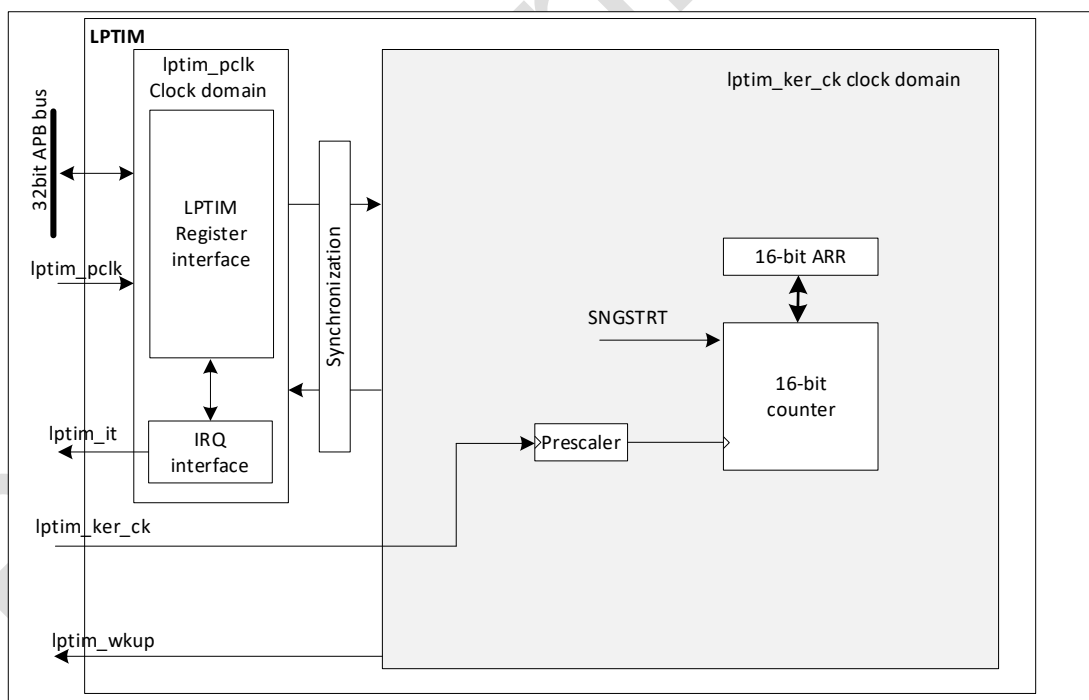 LPTIM
lptim_pclk
Clock domain
lptim_ker_ck clock domain
32bit APB bus
LPTIM
Register
interface
Synchronization
16-bit ARR
lptim_pclk
SNGSTRT
16-bit
counter
lptim_it
IRQ
interface
Prescaler
lptim_ker_ck
lptim_wkup